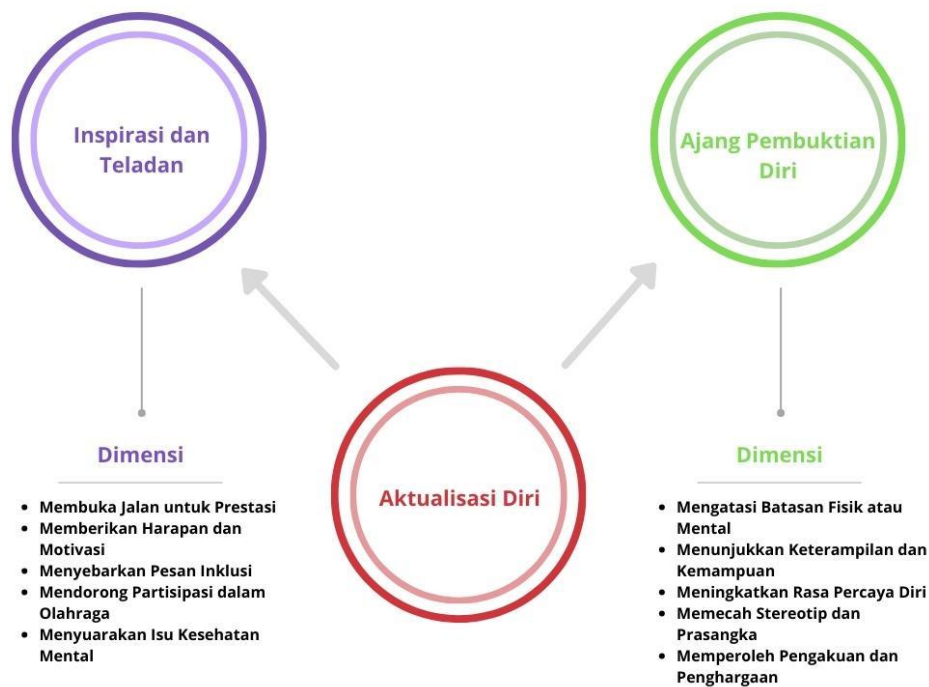 Inspirasi dan
Teladan
Ajang Pembuktian
Diri
Aktualisasi Diri
Dimensi
• Membuka Jalan untuk Prestasi
• Memberikan Harapan dan
Motivasi
• Menyebarkan Pesan Inklusi
• Mendorong Partisipasi dalam
Olahraga
• Menyuarakan Isu Kesehatan
Mental
Dimensi
• Mengatasi Batasan Fisik atau
Mental
• Menunjukkan Keterampilan dan
Kemampuan
• Meningkatkan Rasa Percaya Diri
• Memecah Stereotip dan
Prasangka
• Memperoleh Pengakuan dan
Penghargaan